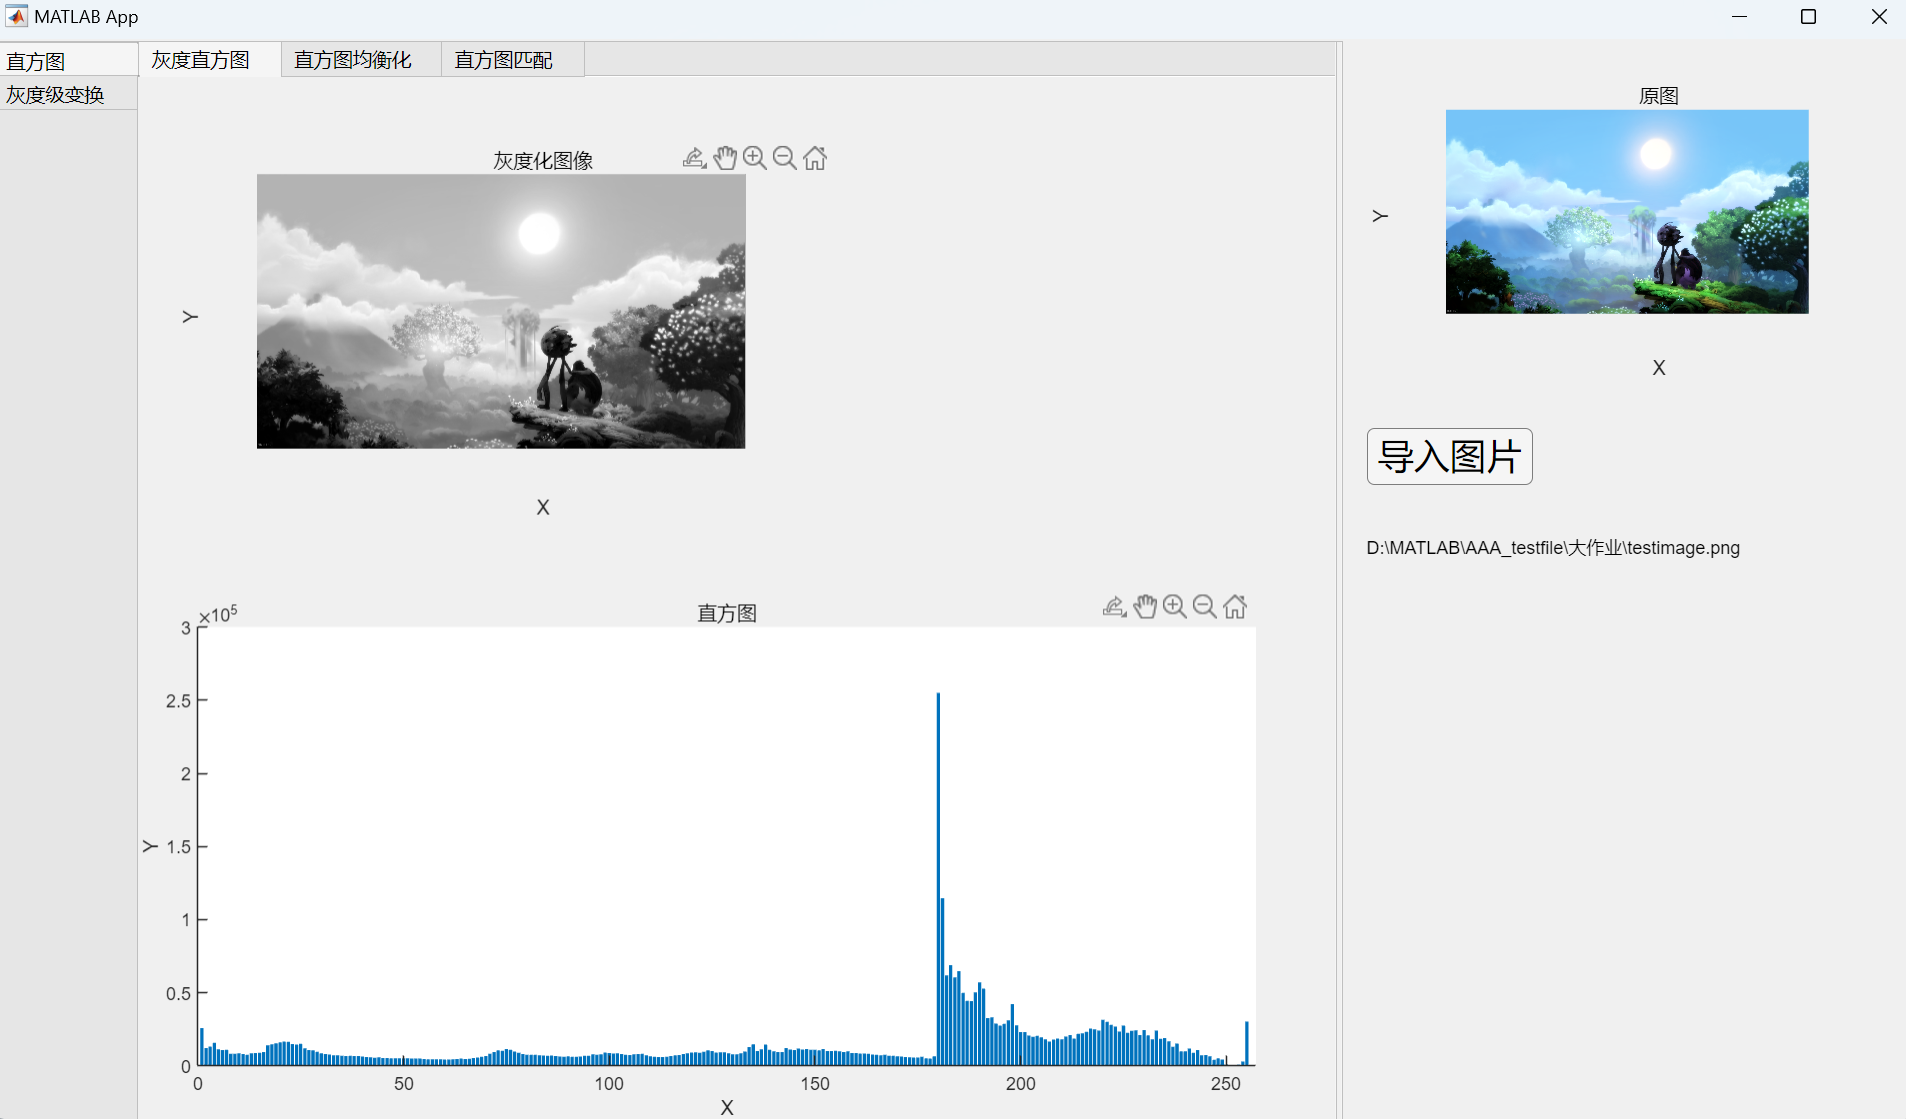 MATLAB App
直方图
灰度级变换
灰度直方图 直方图均衡化 直方图匹配
灰度化图像
Y
X
直方图
×10⁵
3
2.5
2
1.5
1
0.5
0
Y
0 50 100 150 200 250
X
原图
Y
X
导入图片
D:\MATLAB\AAA_testfile\大作业\testimage.png